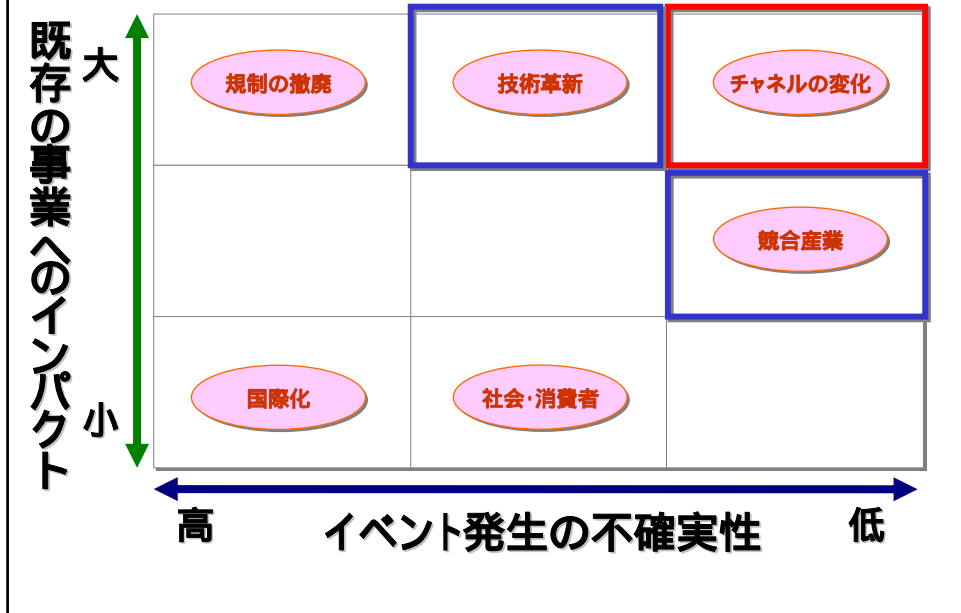 既存の事業へのインパクト
大
規制の撤廃
技術革新
チャネルの変化
競合産業
小
国際化
社会・消費者
高
イベント発生の不確実性
低